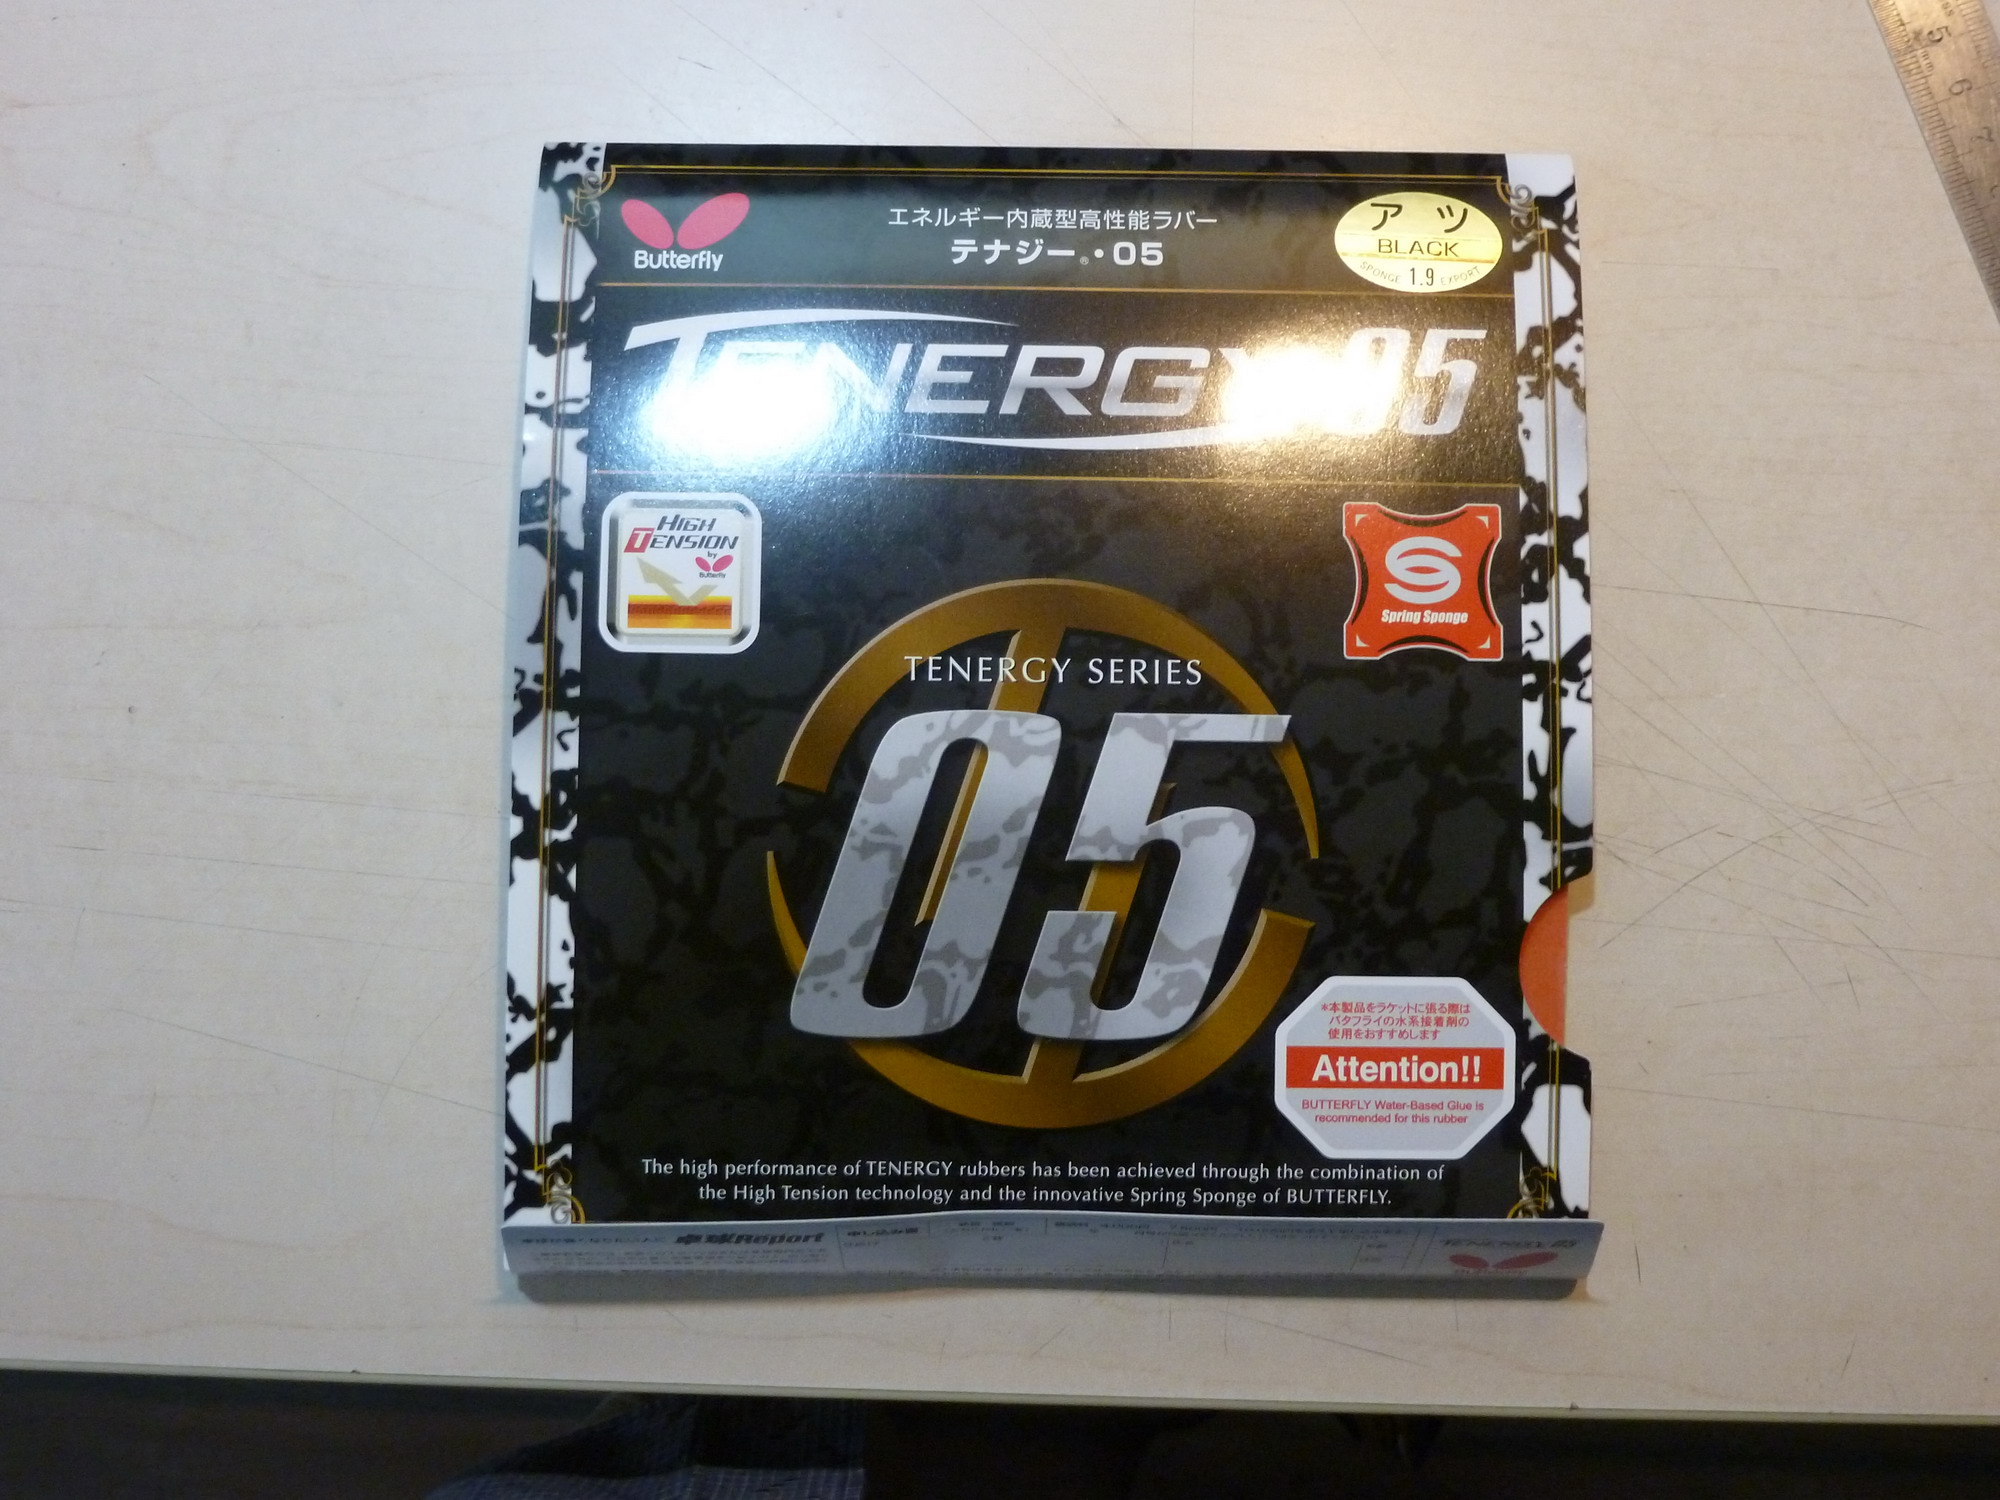 Butterfly
エネルギー内蔵型高性能ラバー
テナジー®・05
アツ
BLACK
SPONGE 1.9 EXPORT
TENERGY 05
HIGH
TENSION
by
Butterfly
Spring Sponge
TENERGY SERIES
05
*本製品をラケットに張る際は
バタフライの水系接着剤の
使用をおすすめします
Attention!!
BUTTERFLY Water-Based Glue is
recommended for this rubber
The high performance of TENERGY rubbers has been achieved through the combination of
the High Tension technology and the innovative Spring Sponge of BUTTERFLY.
卓球Report
TENERGY 05
5
6
7